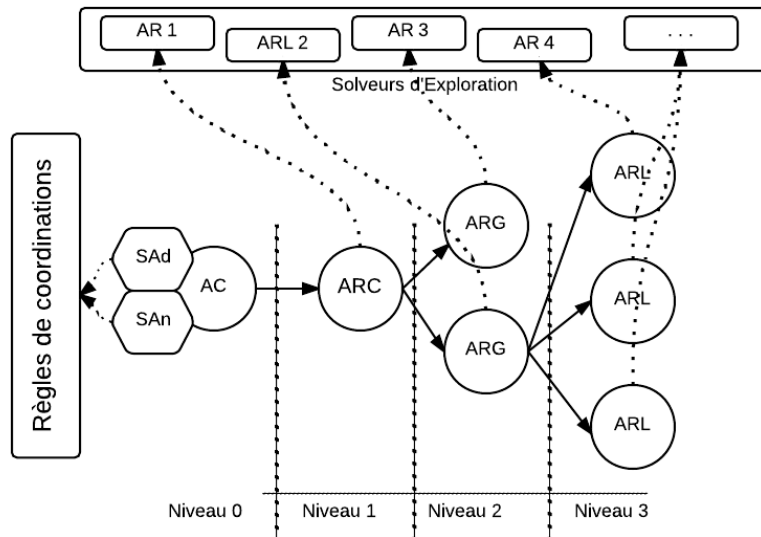 AR 1
ARL 2
AR 3
AR 4
. . .
Solveurs d'Exploration
Règles de coordinations
SAd
SAn
AC
ARC
ARG
ARG
ARL
ARL
ARL
Niveau 0
Niveau 1
Niveau 2
Niveau 3